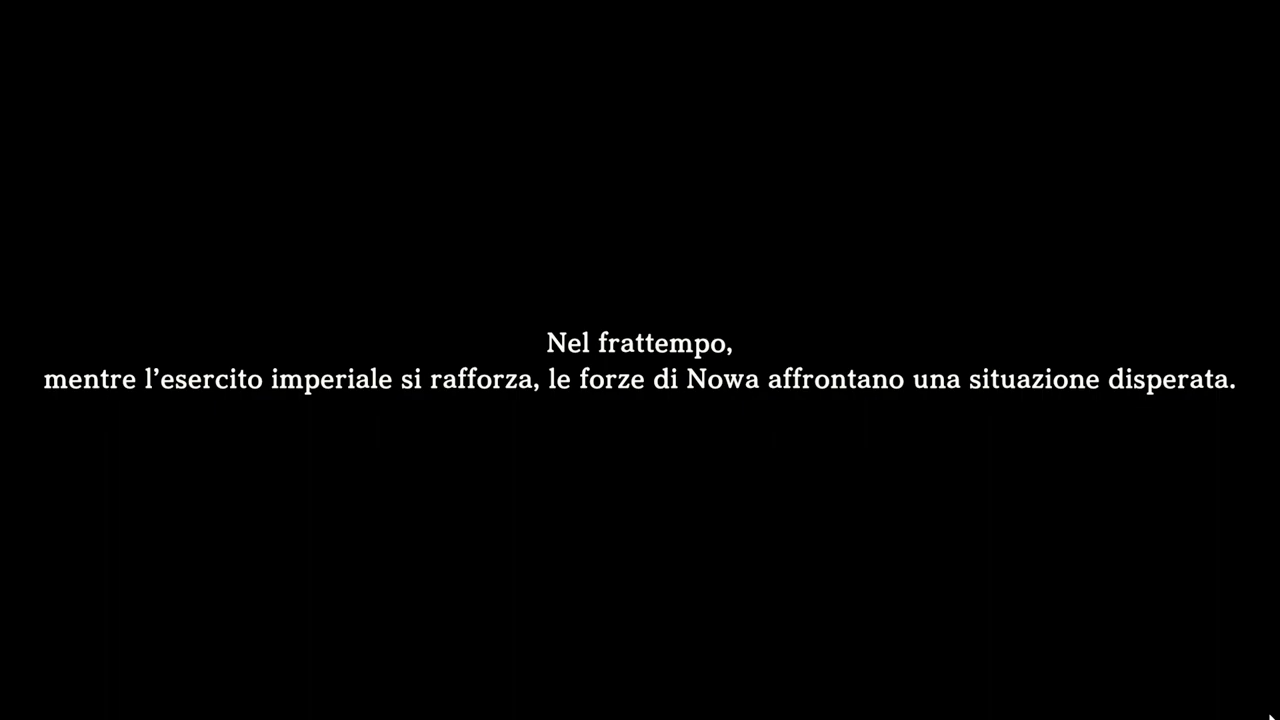 Nel frattempo,
mentre l’esercito imperiale si rafforza, le forze di Nowa affrontano una situazione disperata.